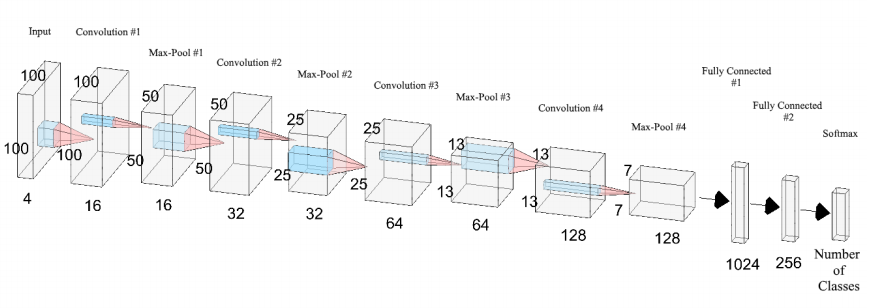 Input
Convolution #1
Max-Pool #1
Convolution #2
Max-Pool #2
Convolution #3
Max-Pool #3
Convolution #4
Max-Pool #4
Fully Connected
#1
Fully Connected
#2
Softmax
100
100
4
100
100
16
50
50
16
50
50
32
25
25
32
25
25
64
13
13
64
13
13
128
7
7
128
1024
256
Number
of
Classes